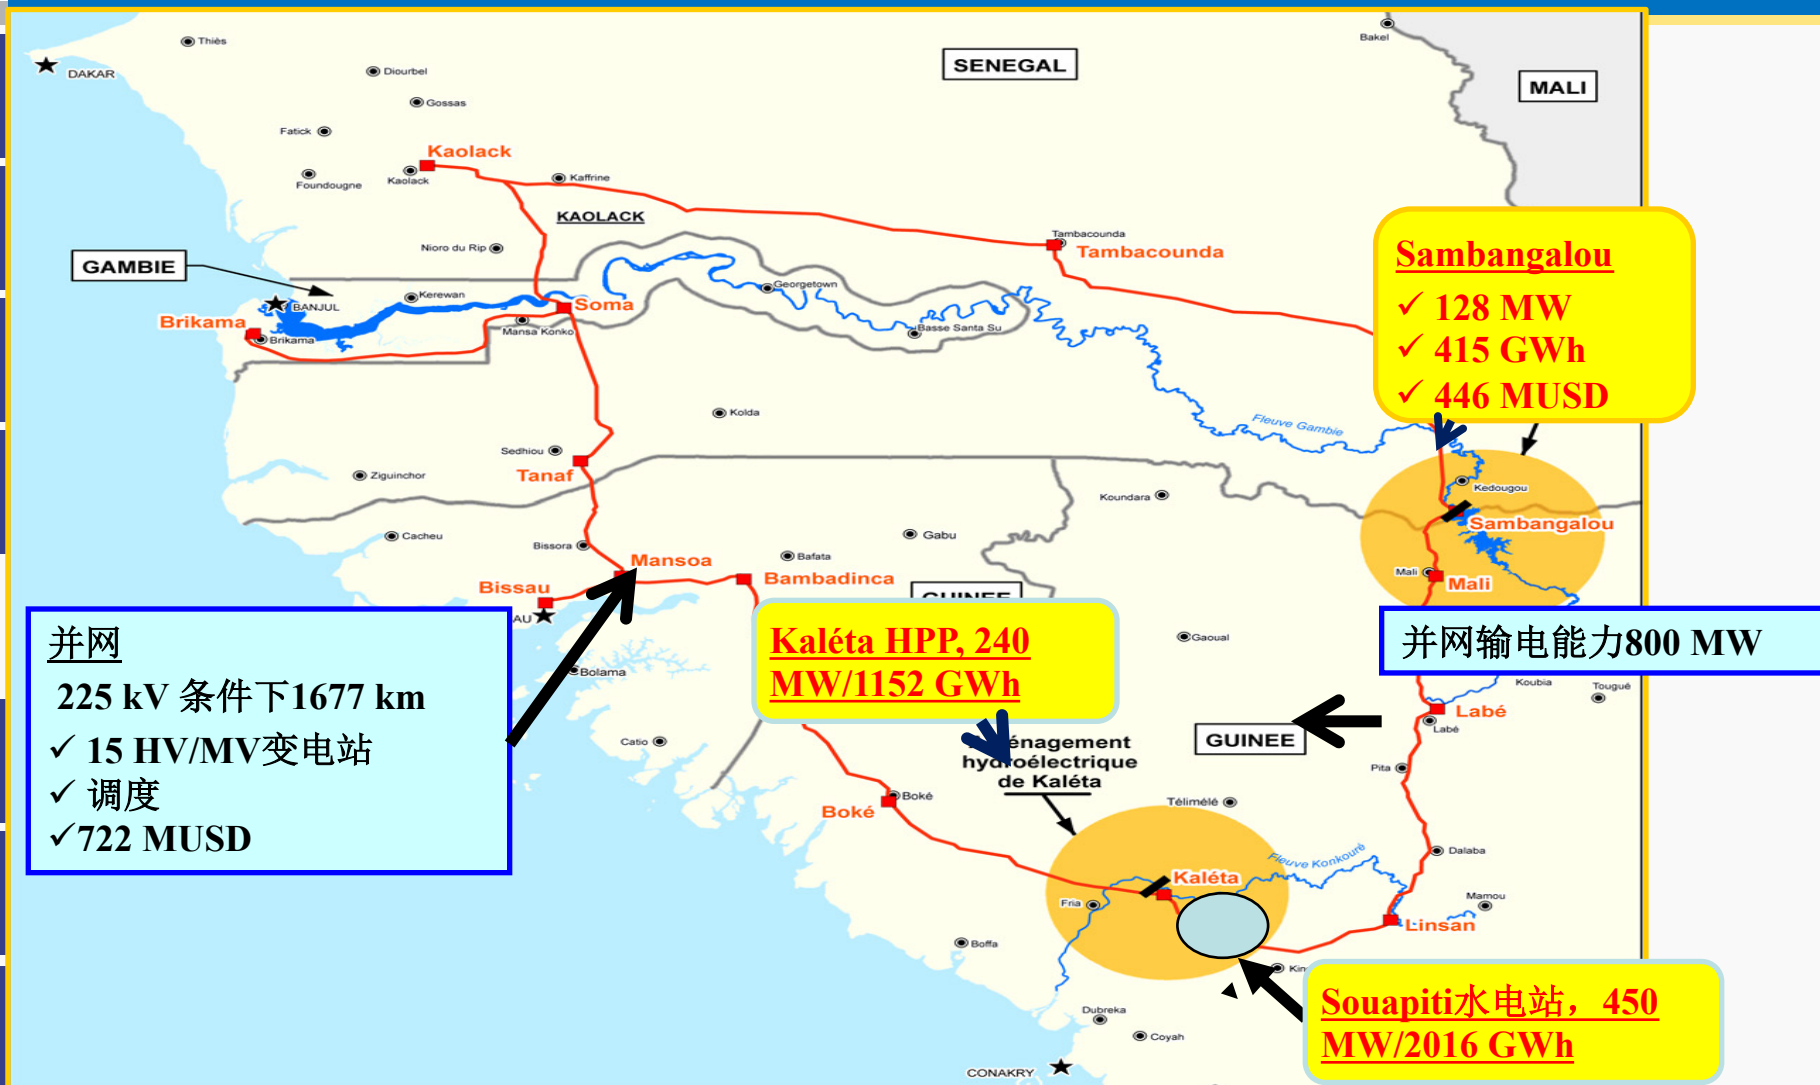 Thiès
DAKAR
Diourbel
Gossas
Fatick
SENEGAL
Bakel
MALI
Kaolack
Kaolack
Foundougne
Kaffrine
KAOLACK
Nioro du Rip
GAMBIE
Kerewan
BANJUL
Brikama
Brikama
Soma
Mansa Konko
Georgetown
Basse Santa Su
Tambacounda
Tambacounda
Sambangalou
✓ 128 MW
✓ 415 GWh
✓ 446 MUSD
Kolda
Fleuve Gambie
Sedhiou
Ziguinchor
Tanaf
Koundara
Kedougou
Sambangalou
Cacheu
Bissora
Gabu
Bafata
Mansoa
Bambadinca
Bissau
Mali
Mali
并网
225 kV 条件下1677 km
✓ 15 HV/MV变电站
✓ 调度
✓722 MUSD
Bolama
Catio
Kaléta HPP, 240
MW/1152 GWh
Gaoual
并网输电能力800 MW
Koubia
Tougué
Labé
Labé
GUINEE
hydroélectrique
de Kaléta
Pita
Boké
Boké
Télimélé
Dalaba
Fleuve Konkouré
Kaléta
Fria
Mamou
Linsan
Boffa
Souapiti水电站，450
MW/2016 GWh
Dubreka
Coyah
CONAKRY